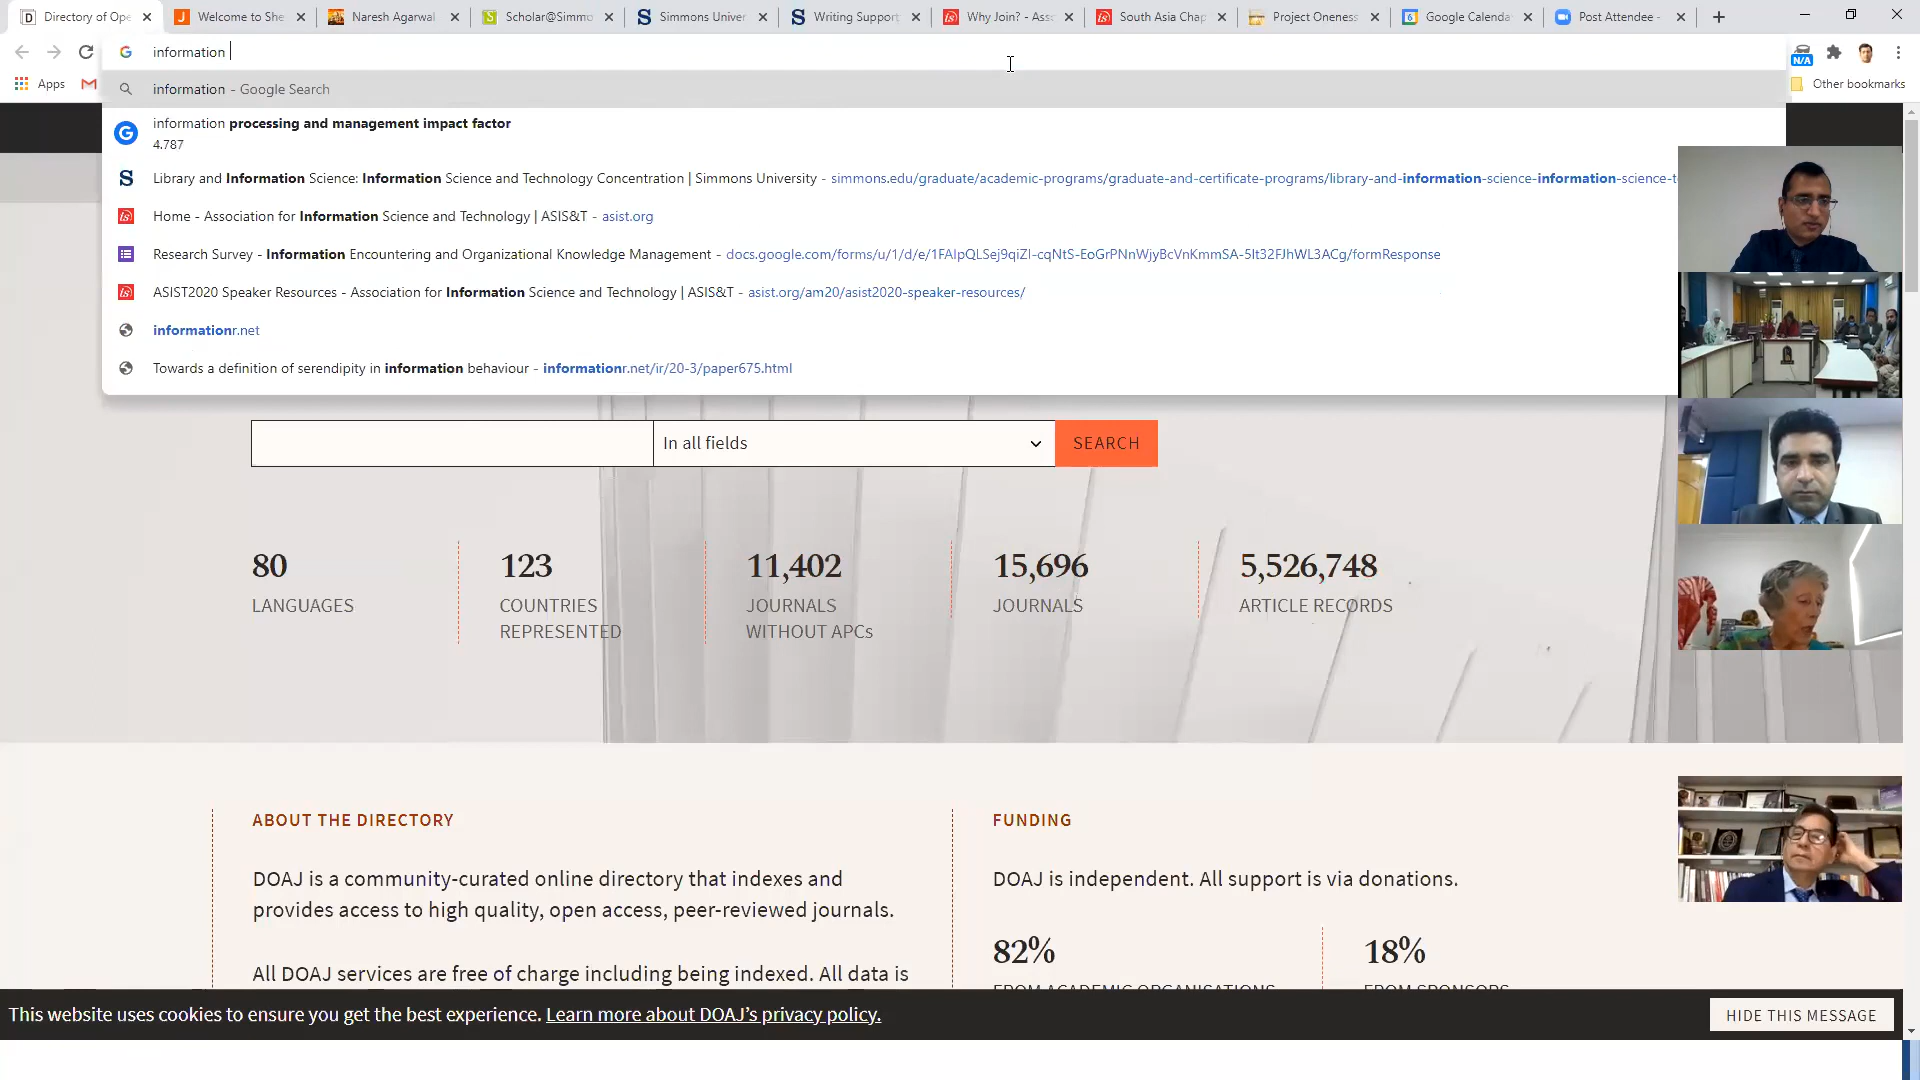 Directory of Ope
Welcome to She
Naresh Agarwal
Scholar@Simmo
Simmons Univer
Writing Support
Why Join? - Asso
South Asia Chap
Project Oneness
Google Calenda
Post Attendee -
information
Apps
N/A
Other bookmarks
information - Google Search
information processing and management impact factor
4.787
Library and Information Science: Information Science and Technology Concentration | Simmons University - simmons.edu/graduate/academic-programs/graduate-and-certificate-programs/library-and-information-science-information-science-t
Home - Association for Information Science and Technology | ASIS&T - asist.org
Research Survey - Information Encountering and Organizational Knowledge Management - docs.google.com/forms/u/1/d/e/1FAIpQLSej9qiZI-cqNtS-EoGrPNnWjyBcVnKmmSA-5It32FJhWL3ACg/formResponse
ASIST2020 Speaker Resources - Association for Information Science and Technology | ASIS&T - asist.org/am20/asist2020-speaker-resources/
informationr.net
Towards a definition of serendipity in information behaviour - informationr.net/ir/20-3/paper675.html
In all fields
SEARCH
80
LANGUAGES
123
COUNTRIES
REPRESENTED
11,402
JOURNALS
WITHOUT APCs
15,696
JOURNALS
5,526,748
ARTICLE RECORDS
ABOUT THE DIRECTORY
DOAJ is a community-curated online directory that indexes and
provides access to high quality, open access, peer-reviewed journals.
All DOAJ services are free of charge including being indexed. All data is
FUNDING
DOAJ is independent. All support is via donations.
82%
FROM ACADEMIC ORGANISATIONS
18%
FROM SPONSORS
This website uses cookies to ensure you get the best experience. Learn more about DOAJ's privacy policy.
HIDE THIS MESSAGE